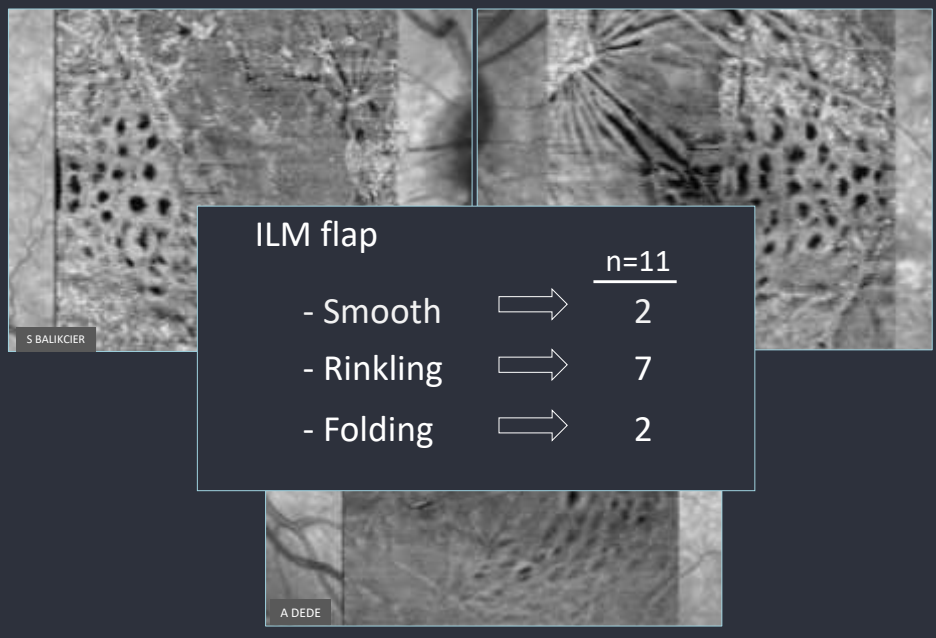 ILM flap
n=11
- Smooth 2
- Rinkling 7
- Folding 2
S BALIKCIER
A DEDE